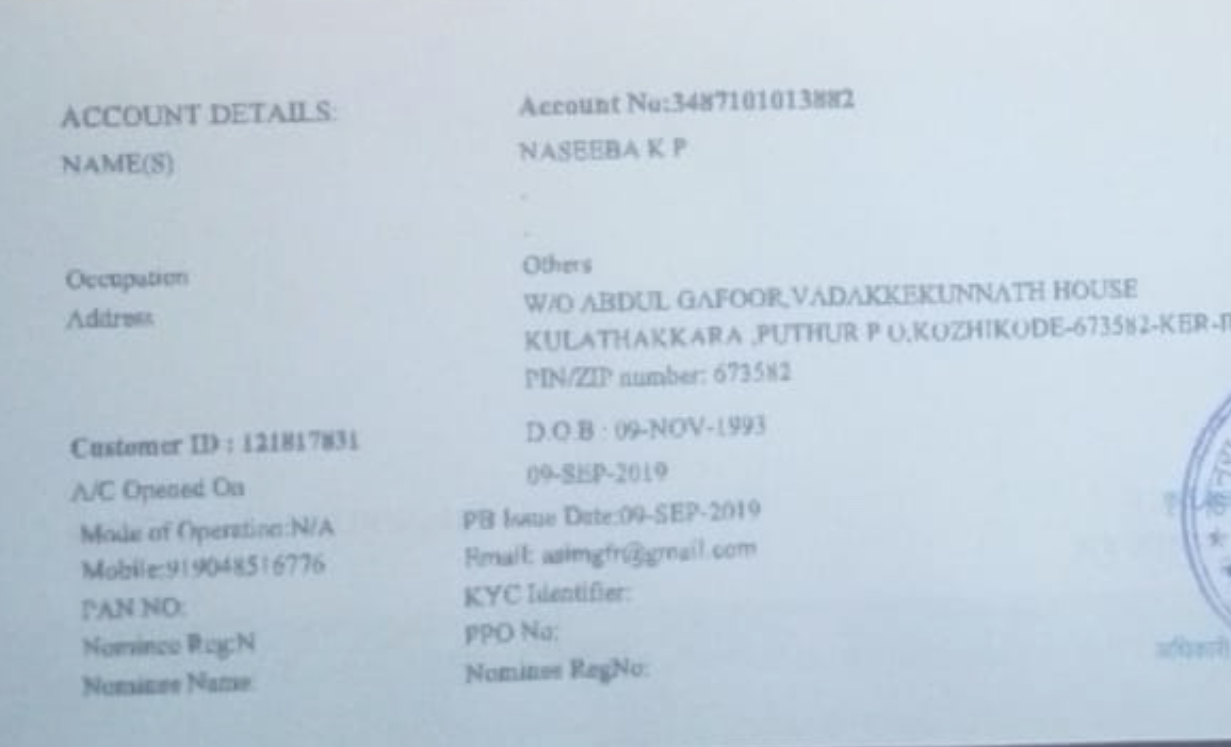 ACCOUNT DETAILS: Account No:3487101013882
NAME(S) NASEEBA K P
Occupation Others
Address W/O ABDUL GAFOOR,VADAKKEKUNNATH HOUSE
KULATHAKKARA ,PUTHUR P O,KOZHIKODE-673582-KER-
PIN/ZIP number: 673582
Customer ID : 121817831 D.O.B : 09-NOV-1993
A/C Opened On 09-SEP-2019
Mode of Operation:N/A PB Issue Date:09-SEP-2019
Mobile:919048516776 Email: asimgfr@gmail.com
PAN NO: KYC Identifier:
Nominee Reg:N PPO No:
Nominee Name: Nominee RegNo: